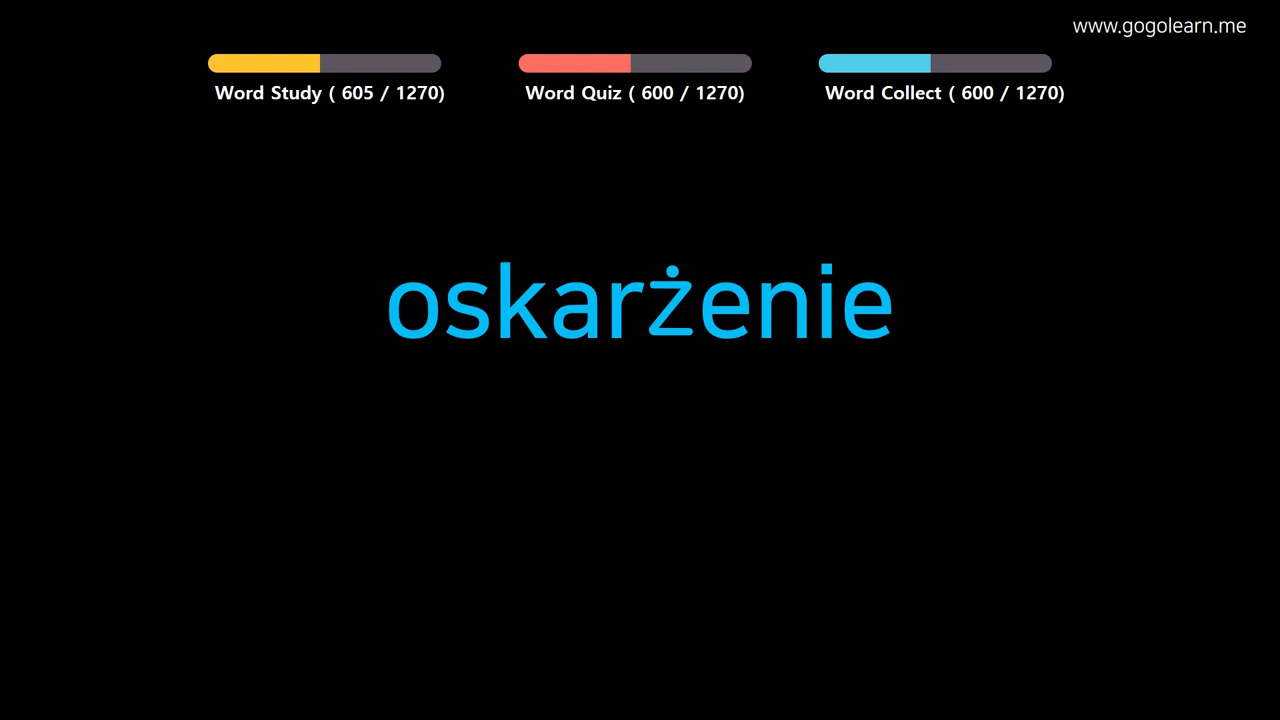 www.gogolearn.me
Word Study ( 605 / 1270)
Word Quiz ( 600 / 1270)
Word Collect ( 600 / 1270)
oskarżenie